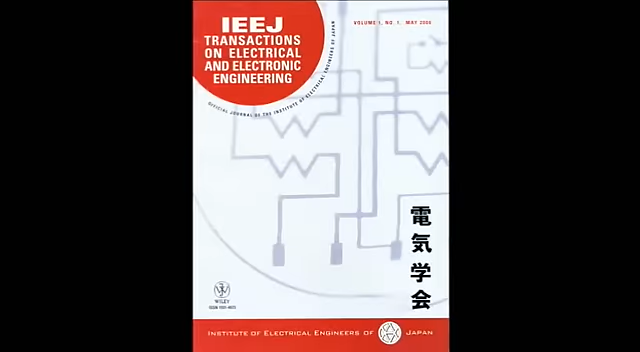 IEEJ
TRANSACTIONS
ON ELECTRICAL
AND ELECTRONIC
ENGINEERING
OFFICIAL JOURNAL OF THE INSTITUTE OF ELECTRICAL ENGINEERS OF JAPAN
VOLUME 1, NO. 1, MAY
電気学会
WILEY
INSTITUTE OF ELECTRICAL ENGINEERS OF JAPAN